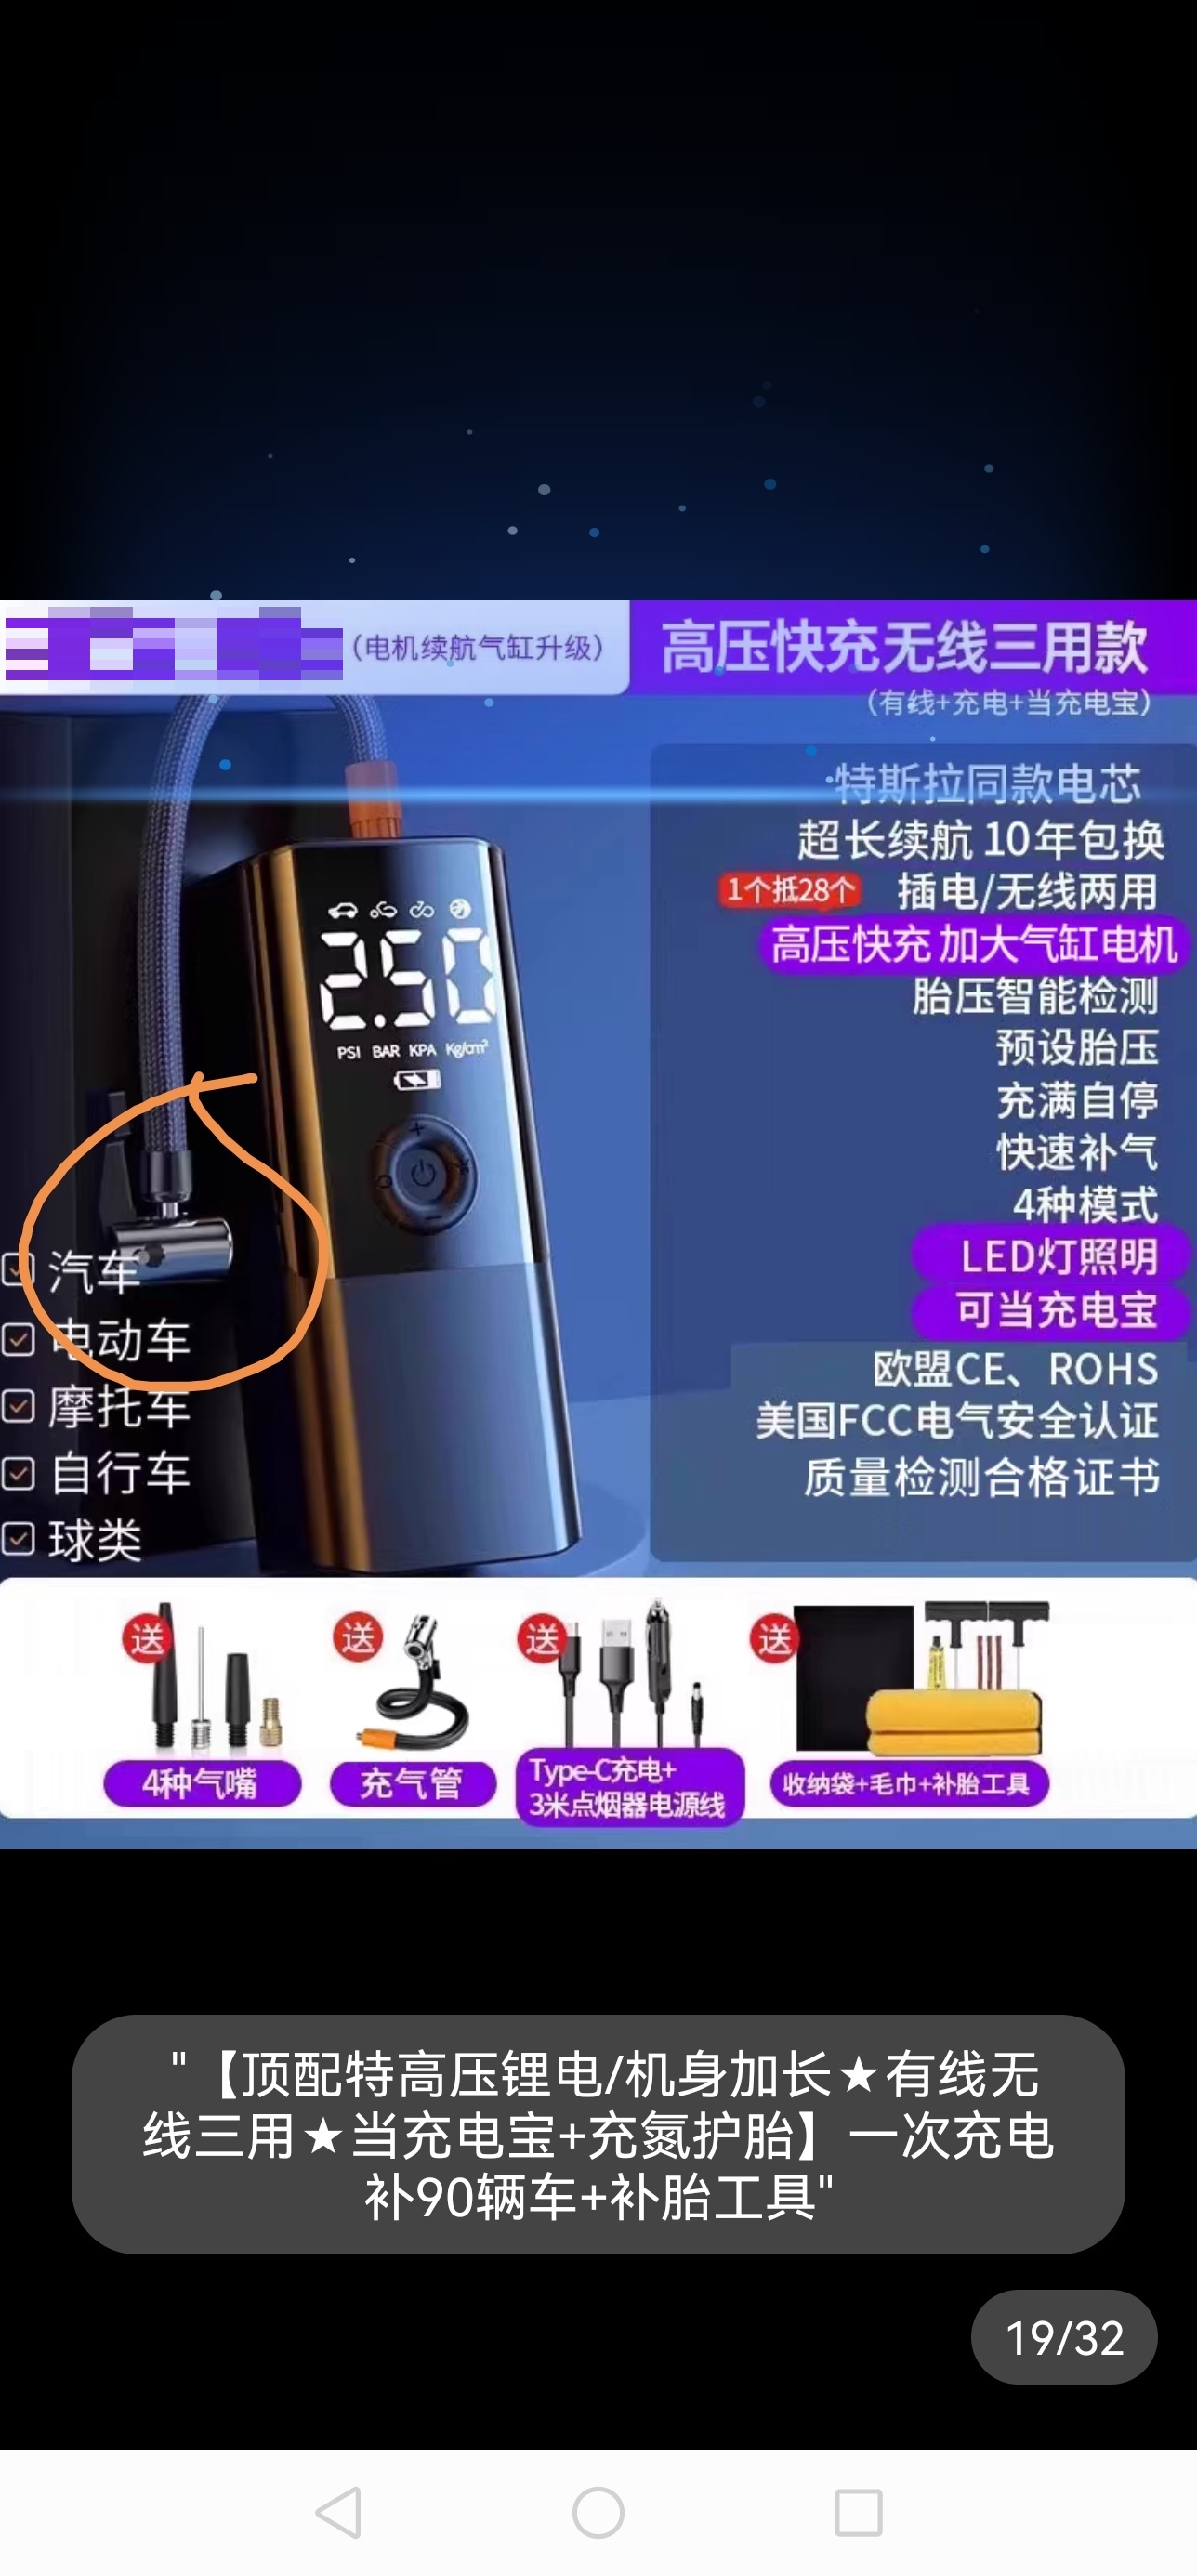 （电机续航气缸升级）
高压快充无线三用款
（有线+充电+当充电宝）
特斯拉同款电芯
超长续航 10年包换
1个抵28个 插电/无线两用
高压快充 加大气缸电机
胎压智能检测
预设胎压
充满自停
快速补气
4种模式
LED灯照明
可当充电宝
欧盟CE、ROHS
美国FCC电气安全认证
质量检测合格证书
2.50
PSI BAR KPA Kg/cm²
汽车
电动车
摩托车
自行车
球类
送
4种气嘴
送
充气管
送
Type-C充电+
3米点烟器电源线
送
收纳袋+毛巾+补胎工具
"【顶配特高压锂电/机身加长★有线无
线三用★当充电宝+充氮护胎】一次充电
补90辆车+补胎工具"
19/32